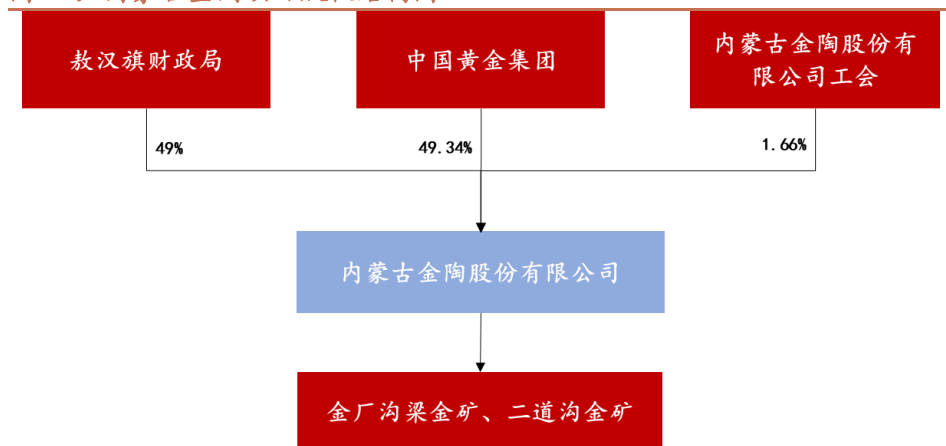 敖汉旗财政局
中国黄金集团
内蒙古金陶股份有
限公司工会
49%
49.34%
1.66%
内蒙古金陶股份有限公司
金厂沟梁金矿、二道沟金矿